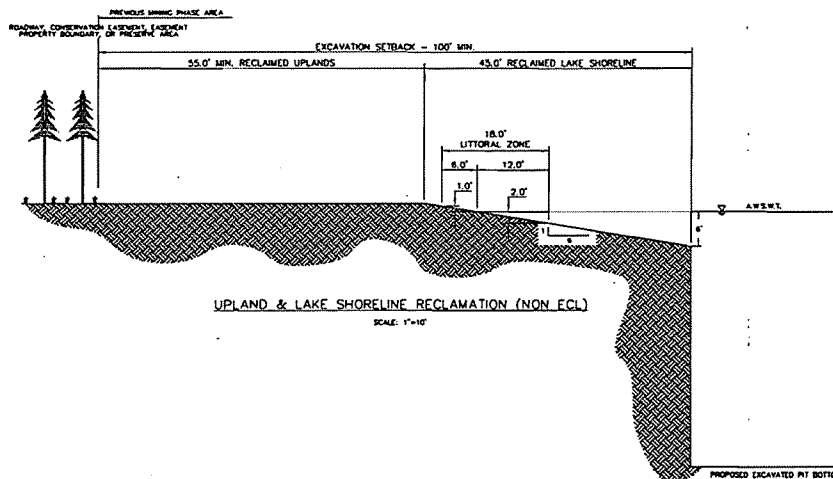 PREVIOUS MINING PHASE AREA
ROADWAY, CONSERVATION EASEMENT, EASEMENT
PROPERTY BOUNDARY, OR PRESERVE AREA
EXCAVATION SETBACK - 100' MIN.
55.0' MIN. RECLAIMED UPLANDS
45.0' RECLAIMED LAKE SHORELINE
18.0'
LITTORAL ZONE
6.0'
12.0'
1.0'
2.0'
A.W.S.W.T.
1
6
6'
UPLAND & LAKE SHORELINE RECLAMATION (NON ECL)
SCALE: 1"=10'
PROPOSED EXCAVATED PIT BOTTO